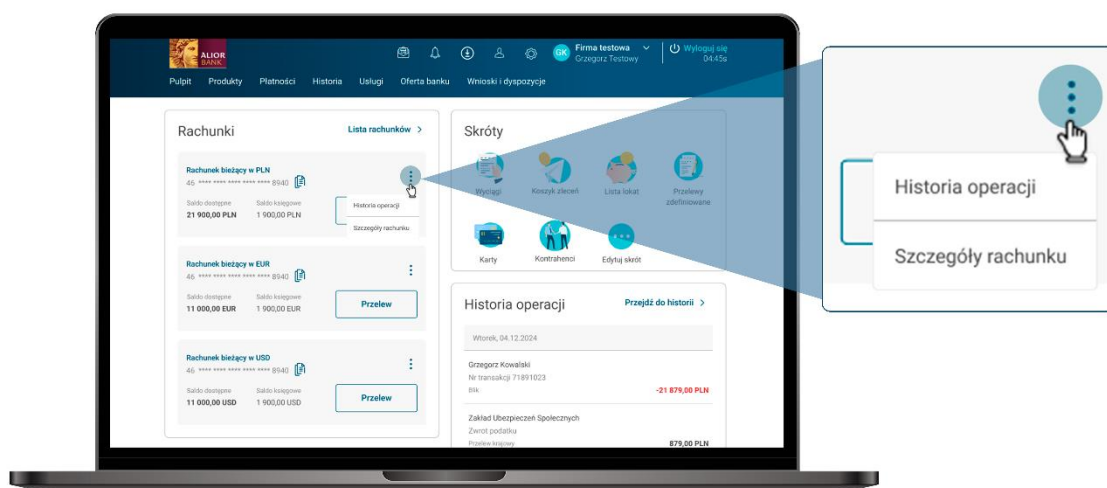 ALIOR
BANK
GK
Firma testowa
Grzegorz Testowy
Wyloguj się
04:45s
Pulpit Produkty Płatności Historia Usługi Oferta banku Wnioski i dyspozycje
Rachunki
Lista rachunków >
Rachunek bieżący w PLN
46 **** **** **** **** **** 8940
Saldo dostępne Saldo księgowe
21 900,00 PLN 1 900,00 PLN
Historia operacji
Szczegóły rachunku
Rachunek bieżący w EUR
46 **** **** **** **** **** 8940
Saldo dostępne Saldo księgowe
11 000,00 EUR 1 900,00 EUR
Przelew
Rachunek bieżący w USD
46 **** **** **** **** **** 8940
Saldo dostępne Saldo księgowe
11 000,00 USD 1 900,00 USD
Przelew
Skróty
Wyciągi Koszyk zleceń Lista lokat Przelewy
zdefiniowane
Karty Kontrahenci Edytuj skrót
Historia operacji
Przejdź do historii >
Wtorek, 04.12.2024
Grzegorz Kowalski
Nr transakcji 71891023
Blik
-21 879,00 PLN
Zakład Ubezpieczeń Społecznych
Zwrot podatku
Przelew krajowy
879,00 PLN
Historia operacji
Szczegóły rachunku